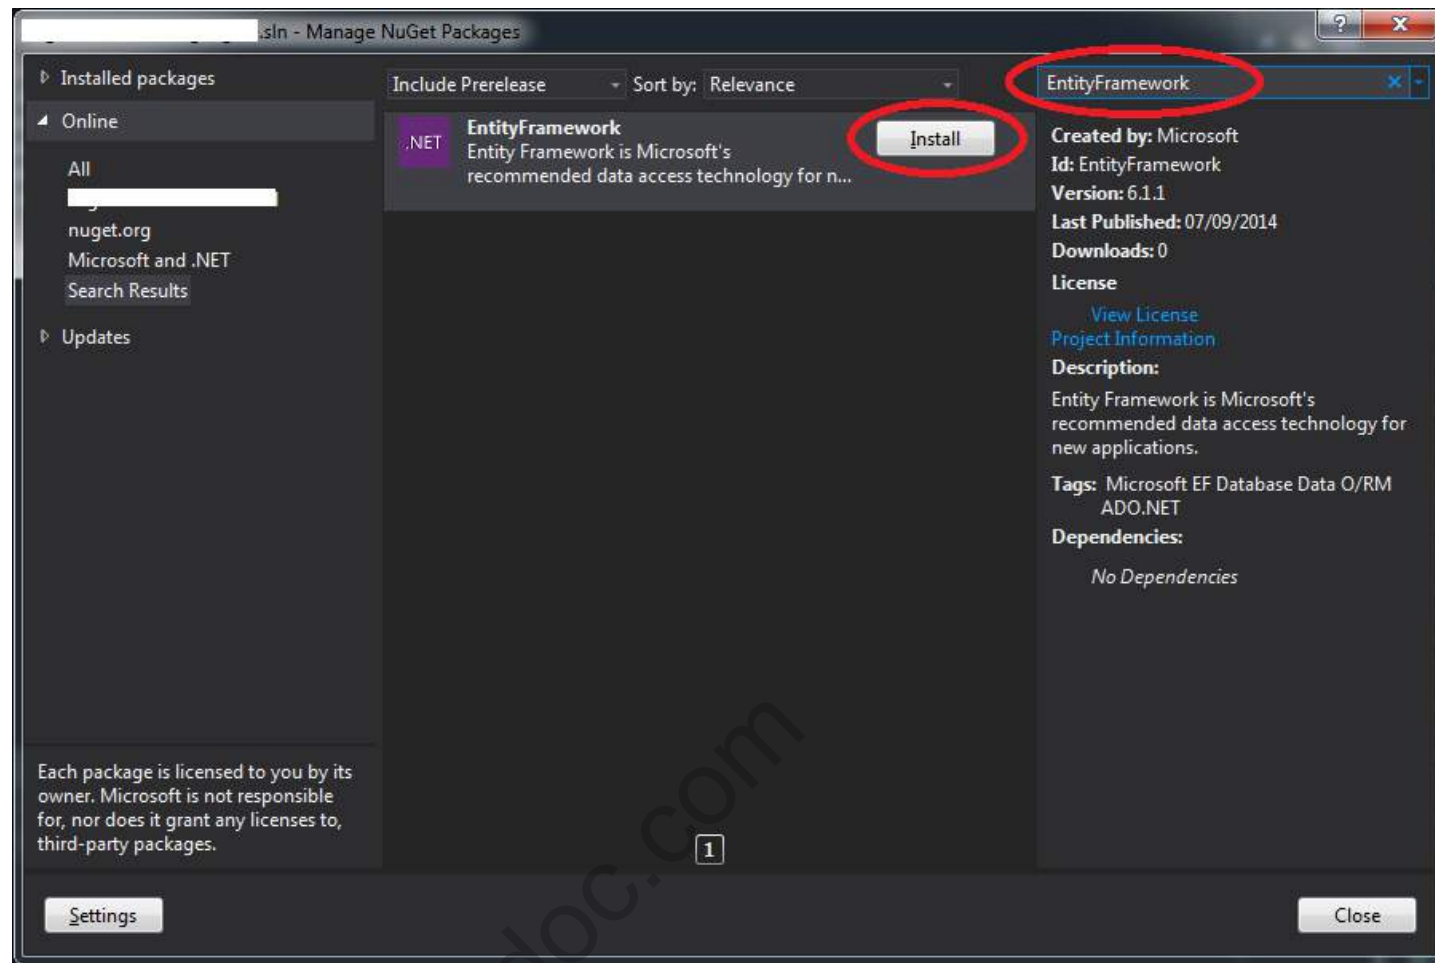 .sln - Manage NuGet Packages
?
x
Installed packages
Online
All
nuget.org
Microsoft and .NET
Search Results
Updates
Each package is licensed to you by its
owner. Microsoft is not responsible
for, nor does it grant any licenses to,
third-party packages.
Include Prerelease
Sort by: Relevance
.NET
EntityFramework
Entity Framework is Microsoft's
recommended data access technology for n...
Install
1
EntityFramework
Created by: Microsoft
Id: EntityFramework
Version: 6.1.1
Last Published: 07/09/2014
Downloads: 0
License
View License
Project Information
Description:
Entity Framework is Microsoft's
recommended data access technology for
new applications.
Tags: Microsoft EF Database Data O/RM
ADO.NET
Dependencies:
No Dependencies
Settings
Close
doc.com